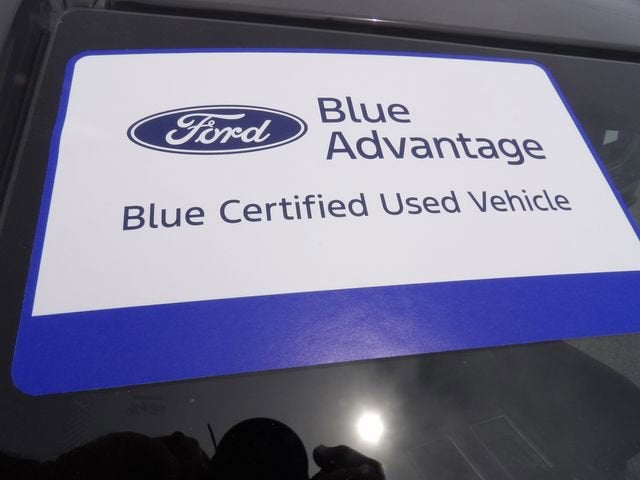 Ford
Blue
Advantage
Blue Certified Used Vehicle